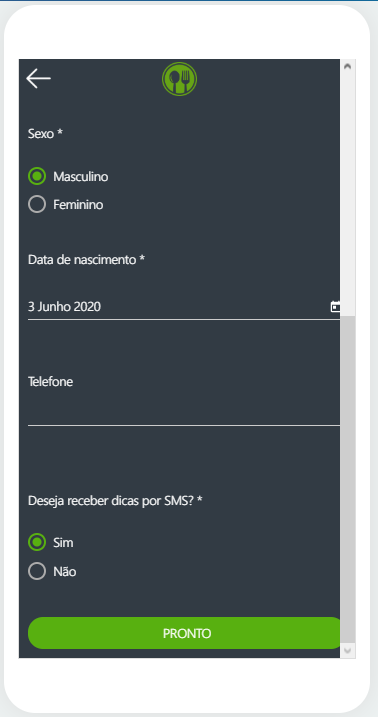 Sexo *
Masculino
Feminino
Data de nascimento *
3 Junho 2020
Telefone
Deseja receber dicas por SMS? *
Sim
Não
PRONTO